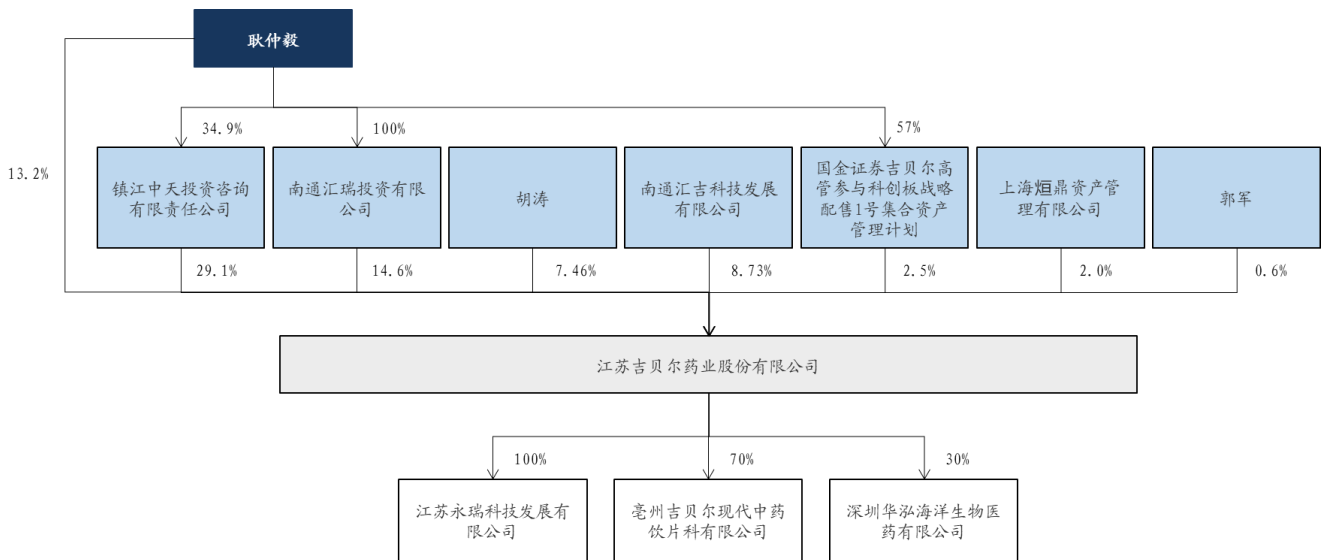 耿仲毅
34.9%
100%
57%
13.2%
镇江中天投资咨询
有限责任公司
南通汇瑞投资有限
公司
胡涛
南通汇吉科技发展
有限公司
国金证券吉贝尔高
管参与科创板战略
配售1号集合资产
管理计划
上海烜鼎资产管
理有限公司
郭军
29.1%
14.6%
7.46%
8.73%
2.5%
2.0%
0.6%
江苏吉贝尔药业股份有限公司
100%
70%
30%
江苏永瑞科技发展有
限公司
亳州吉贝尔现代中药
饮片科有限公司
深圳华泓海洋生物医
药有限公司